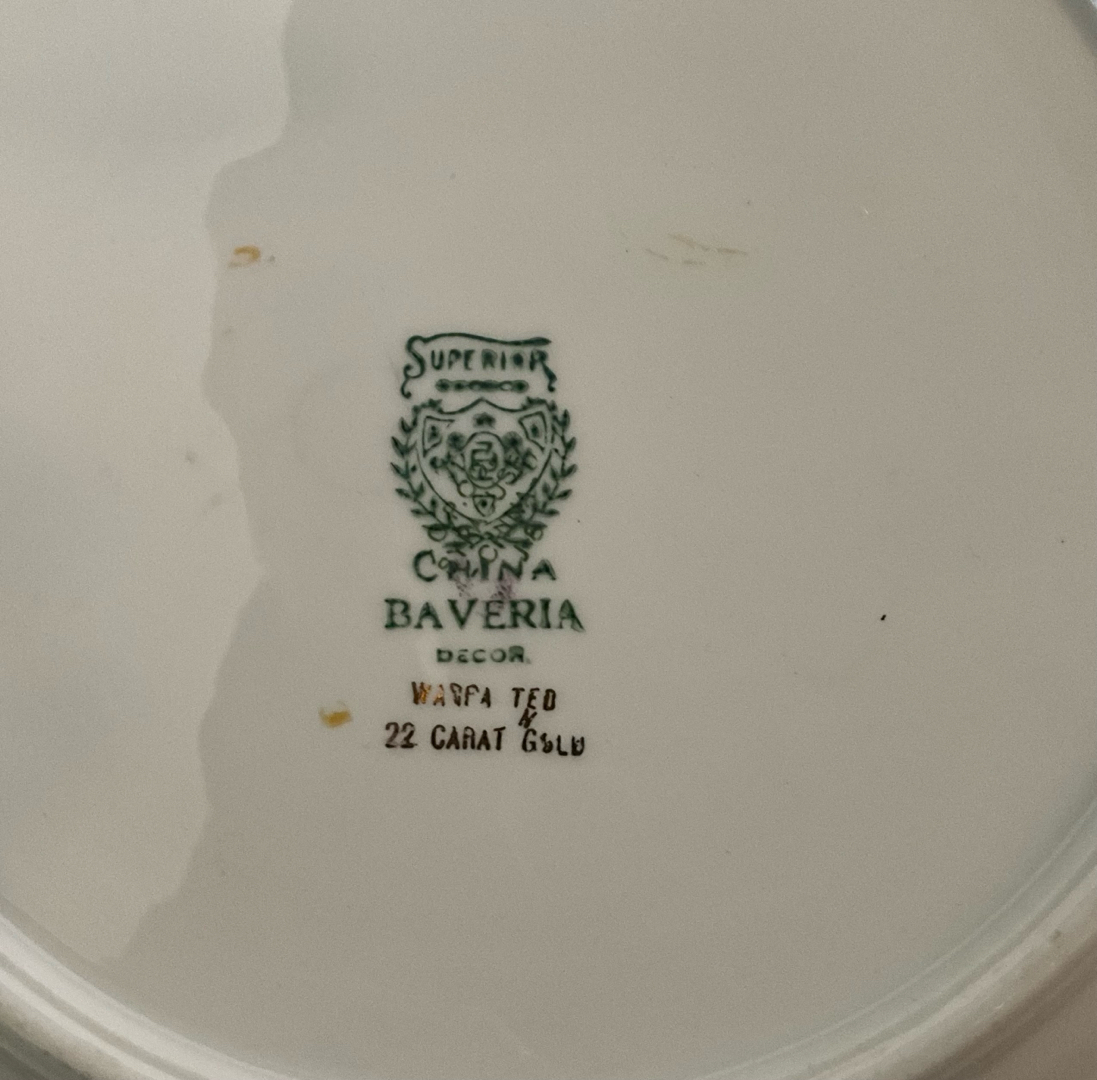 SUPERIOR
CHINA
BAVERIA
DECOR.
22 CARAT GOLD